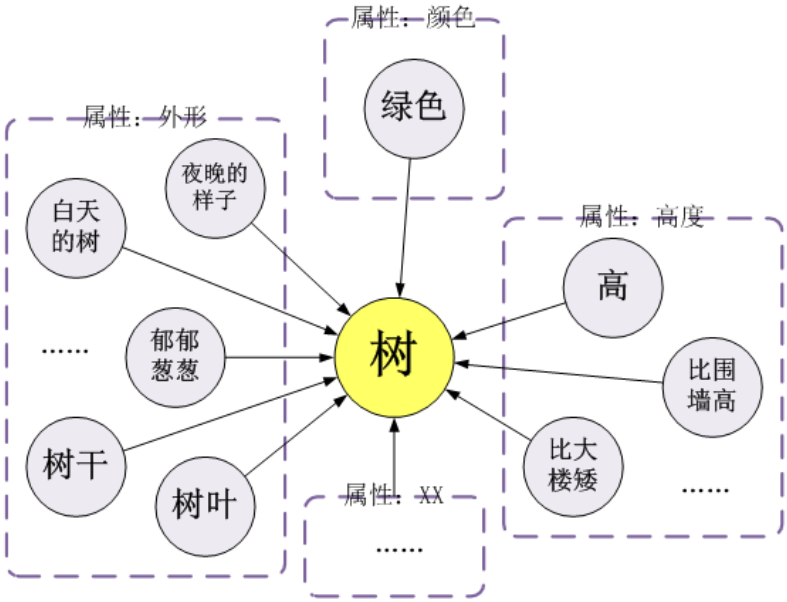 属性：颜色
绿色
属性：外形
夜晚的
样子
白天
的树
......
郁郁
葱葱
树干
树叶
树
属性：高度
高
比围
墙高
比大
楼矮
......
属性：XX
......